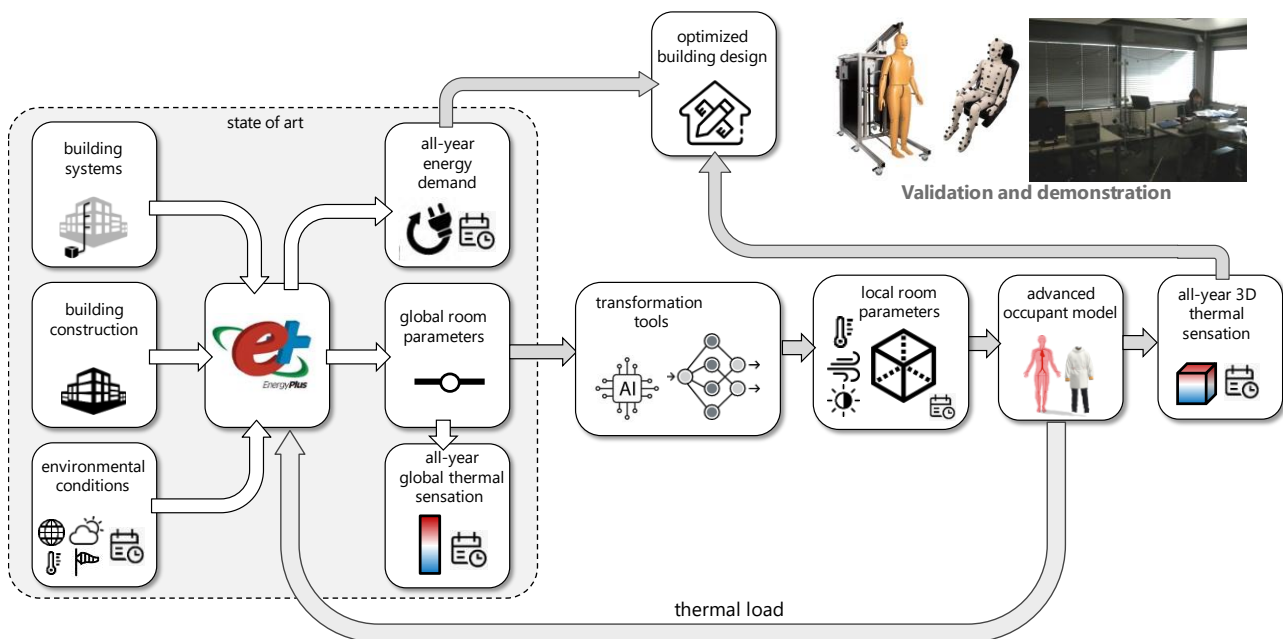 optimized
building design
state of art
building
systems
all-year
energy
demand
Validation and demonstration
building
construction
e+
EnergyPlus
global room
parameters
transformation
tools
AI
local room
parameters
advanced
occupant model
all-year 3D
thermal
sensation
environmental
conditions
all-year
global thermal
sensation
thermal load